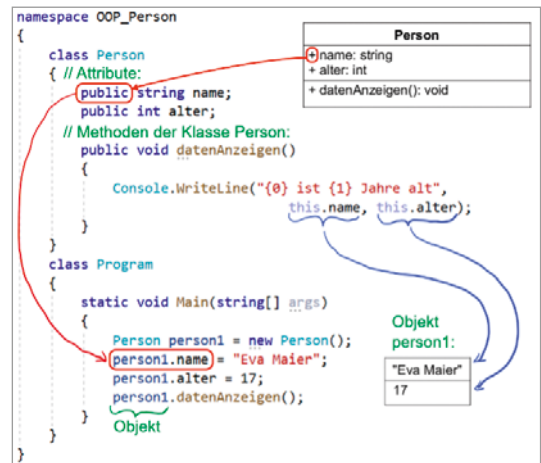 namespace OOP_Person
{
class Person
{ // Attribute:
public string name;
public int alter;
// Methoden der Klasse Person:
public void datenAnzeigen()
{
Console.WriteLine("{0} ist {1} Jahre alt",
this.name, this.alter);
}
}
class Program
{
static void Main(string[] args)
{
Person person1 = new Person();
person1.name = "Eva Maier";
person1.alter = 17;
person1.datenAnzeigen();
Objekt
}
}
}
Person
+ name: string
+ alter: int
+ datenAnzeigen(): void
Objekt
person1:
"Eva Maier"
17